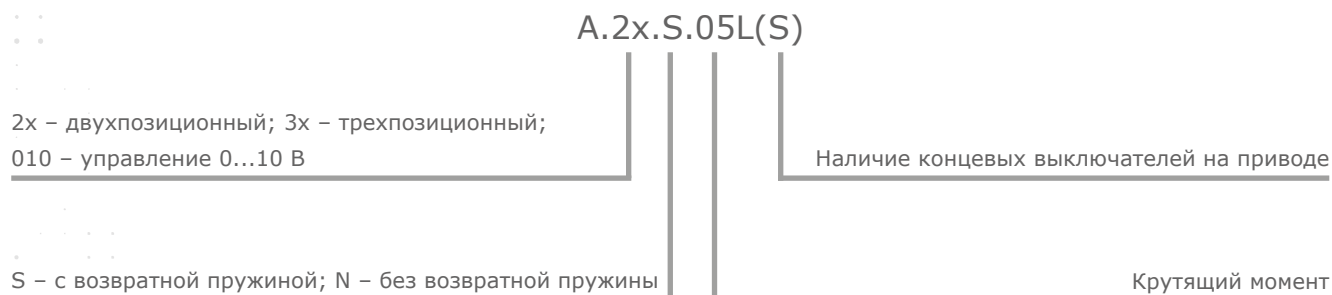 A.2x.S.05L(S)
2x – двухпозиционный; 3x – трехпозиционный;
010 – управление 0...10 В
Наличие концевых выключателей на приводе
S – с возвратной пружиной; N – без возвратной пружины
Крутящий момент